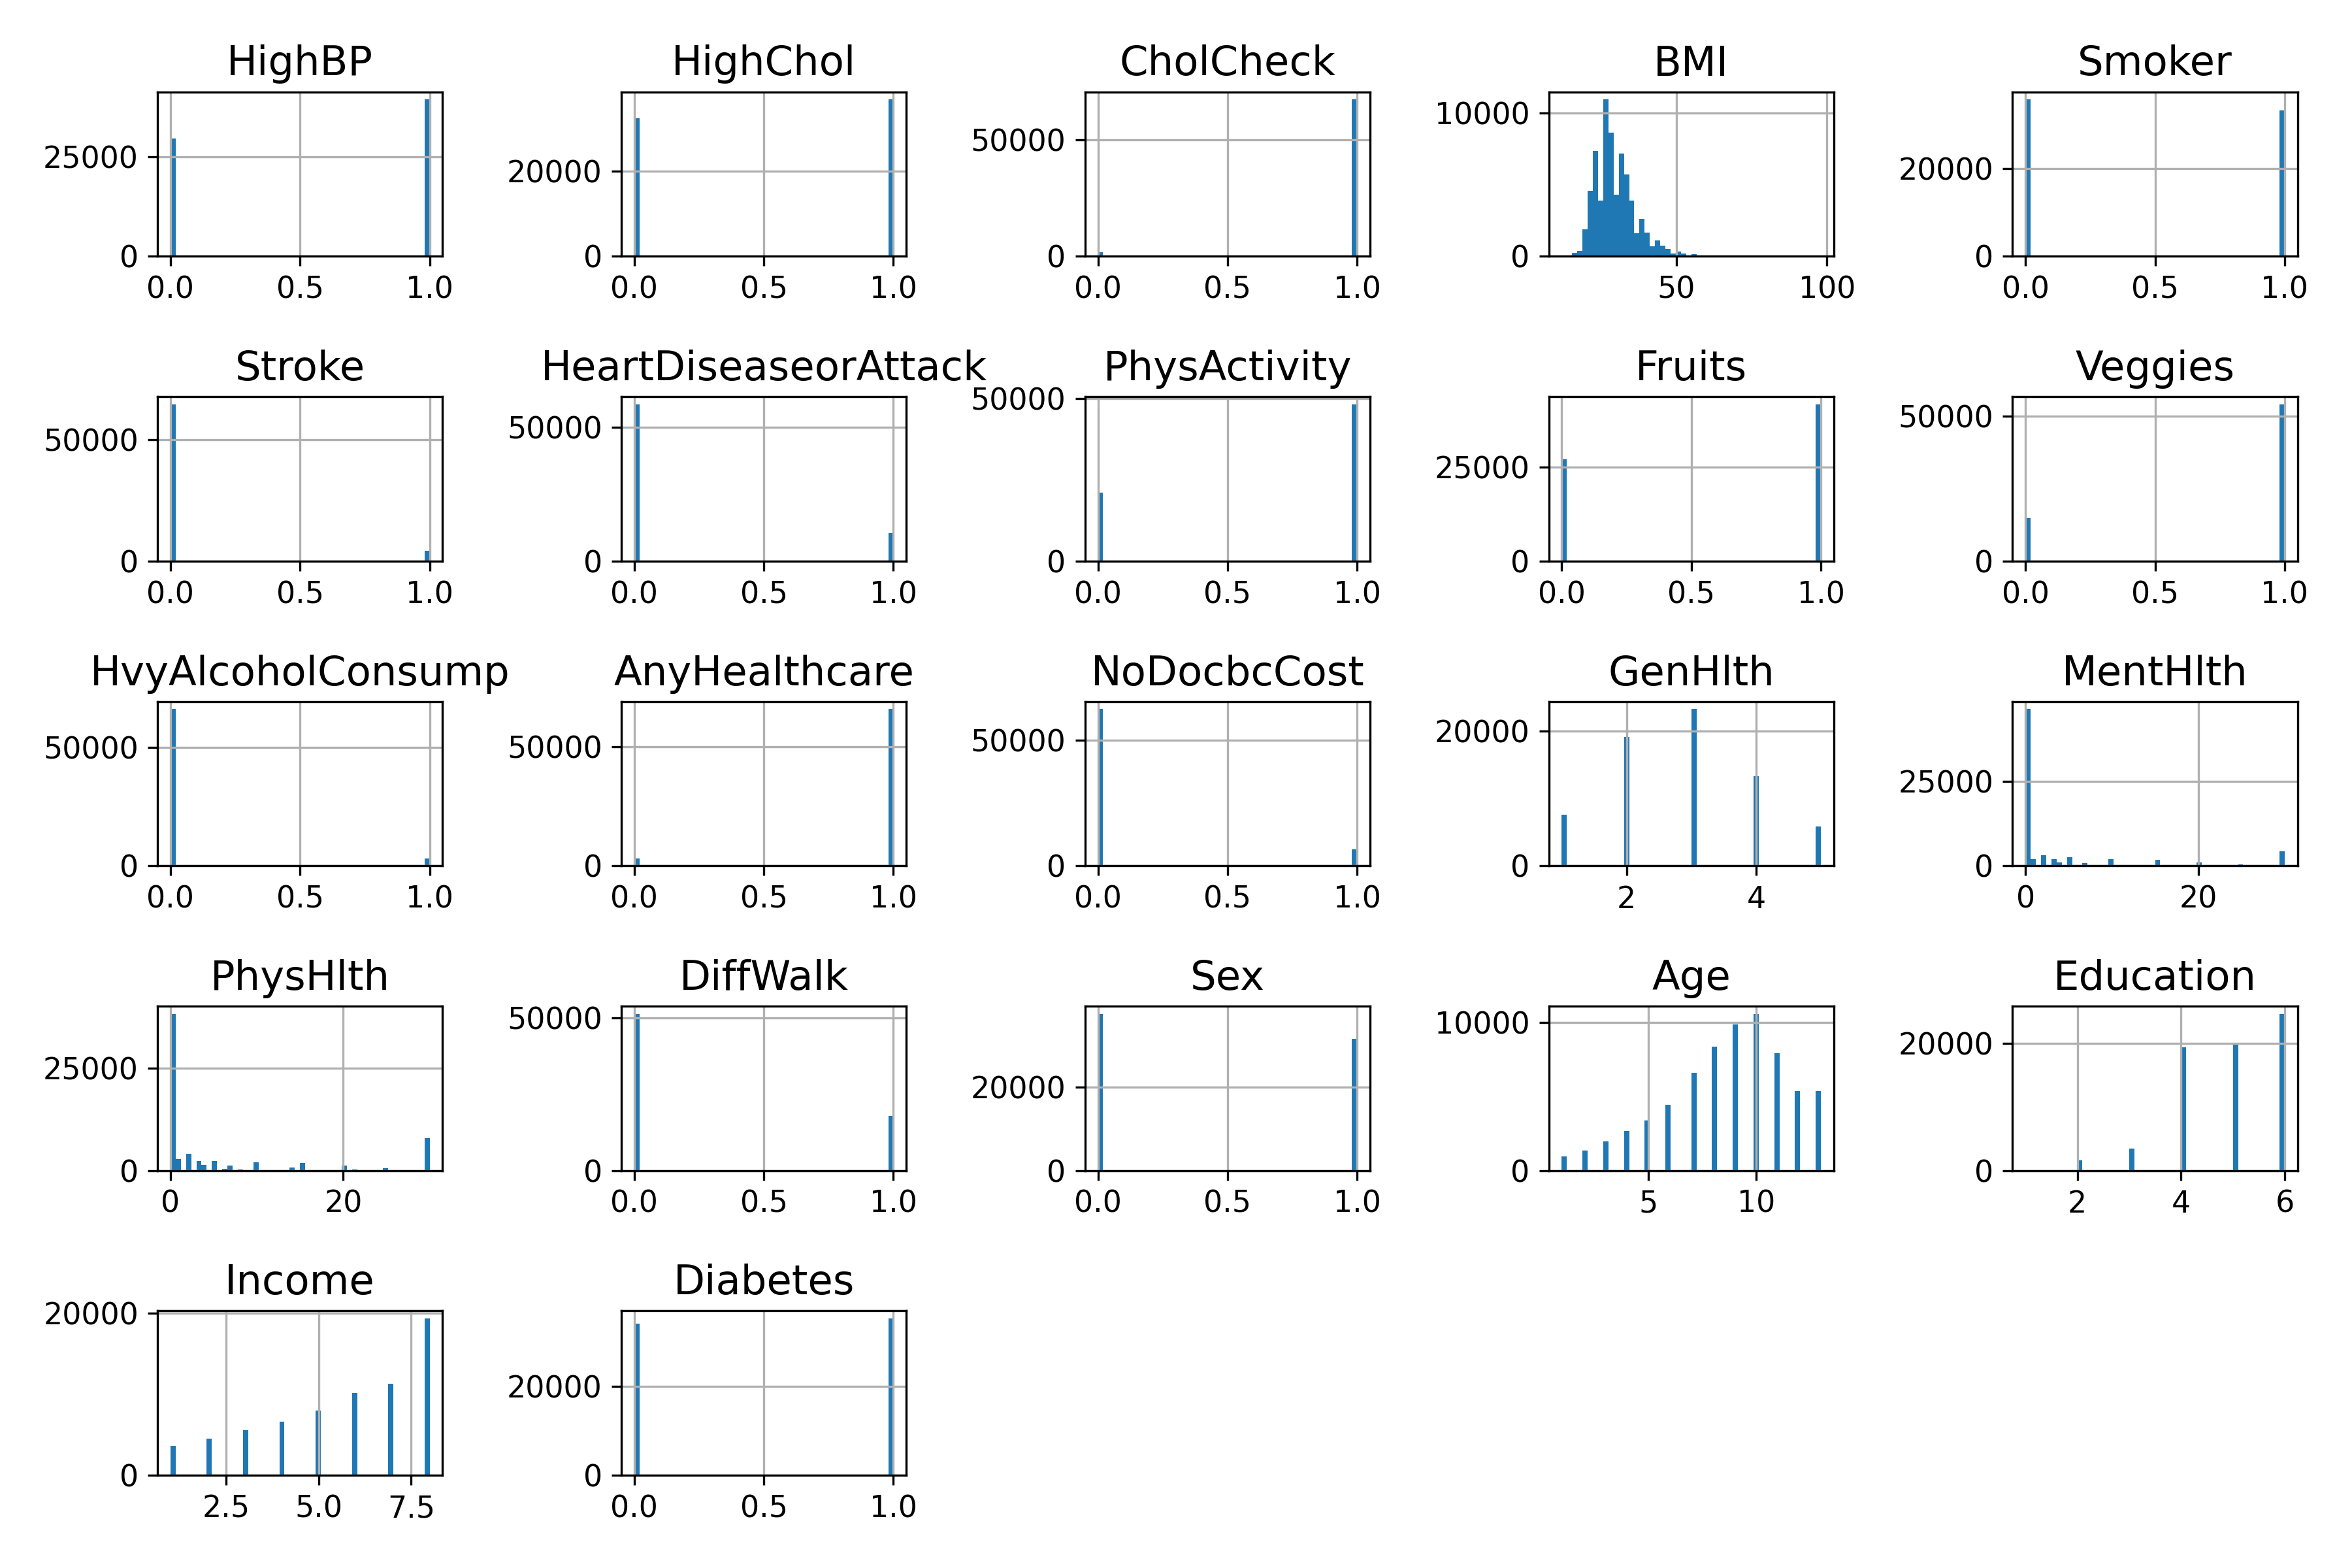 HighBP HighChol CholCheck BMI Smoker
25000 0 20000 0 50000 0 10000 0 20000 0
0.0 0.5 1.0 0.0 0.5 1.0 0.0 0.5 1.0 50 100 0.0 0.5 1.0
Stroke HeartDiseaseorAttack PhysActivity Fruits Veggies
50000 0 50000 0 50000 0 25000 0 50000 0
0.0 0.5 1.0 0.0 0.5 1.0 0.0 0.5 1.0 0.0 0.5 1.0 0.0 0.5 1.0
HvyAlcoholConsump AnyHealthcare NoDocbcCost GenHlth MentHlth
50000 0 50000 0 50000 0 20000 0 25000 0
0.0 0.5 1.0 0.0 0.5 1.0 0.0 0.5 1.0 2 4 0 20
PhysHlth DiffWalk Sex Age Education
25000 0 50000 0 20000 0 10000 0 20000 0
0 20 0.0 0.5 1.0 0.0 0.5 1.0 5 10 2 4 6
Income Diabetes
20000 0 20000 0
2.5 5.0 7.5 0.0 0.5 1.0